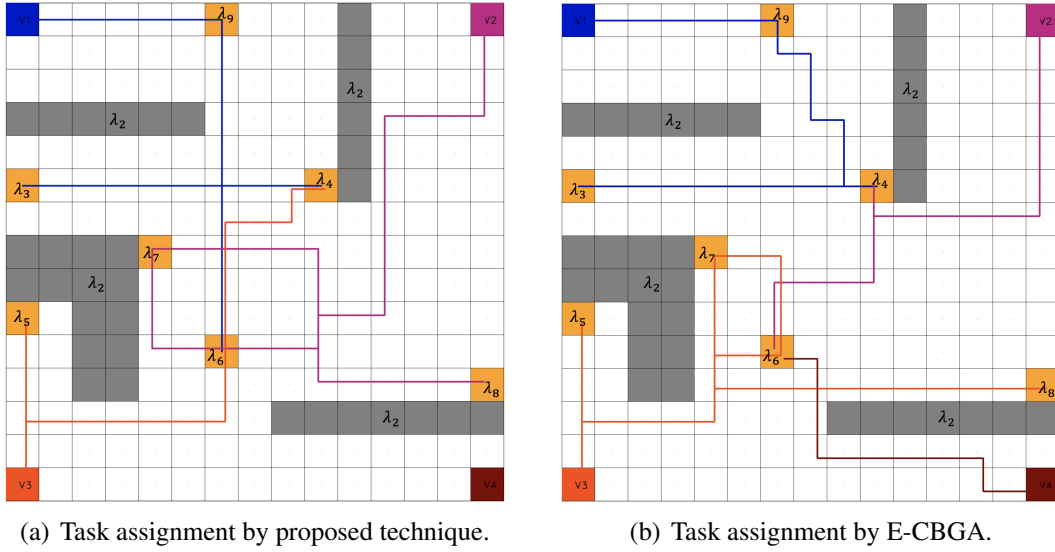 V1 λ₉ V2
λ₂
λ₂
λ₃ λ₄
λ₇
λ₂
λ₅
λ₆
λ₈
λ₂
V3 V4
(a) Task assignment by proposed technique.
V1 λ₉ V2
λ₂
λ₂
λ₃ λ₄
λ₇
λ₂
λ₅
λ₆
λ₈
λ₂
V3 V4
(b) Task assignment by E-CBGA.